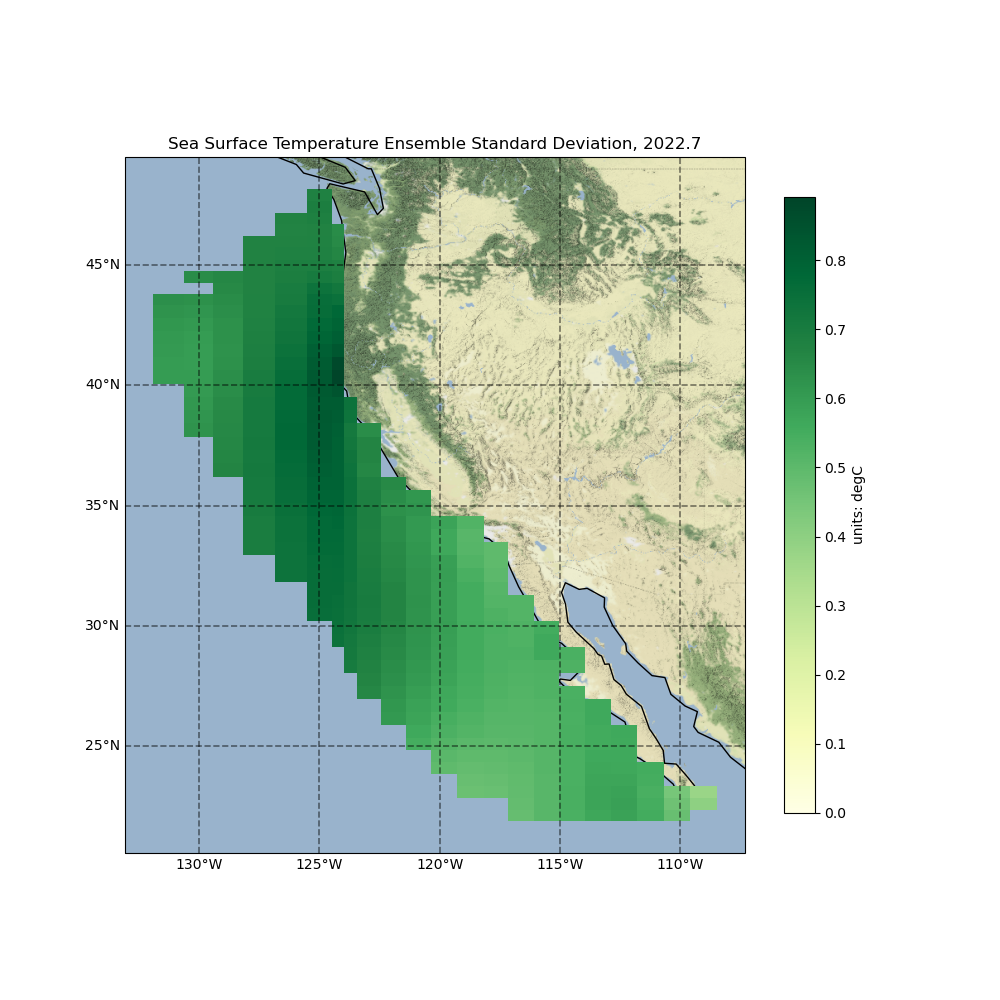 Sea Surface Temperature Ensemble Standard Deviation, 2022.7
45°N
40°N
35°N
30°N
25°N
130°W
125°W
120°W
115°W
110°W
0.8
0.7
0.6
0.5
0.4
0.3
0.2
0.1
0.0
units: degC